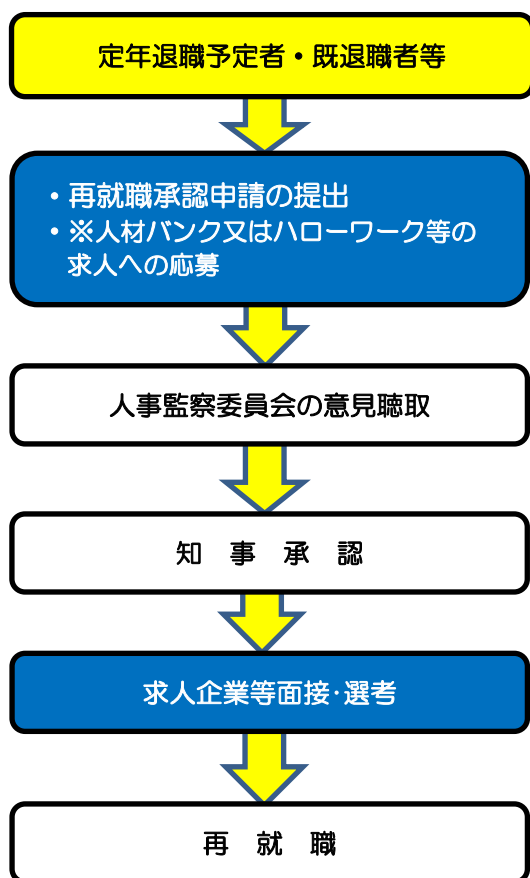 定年退職予定者・既退職者等
・再就職承認申請の提出
・※人材バンク又はハローワーク等の
求人への応募
人事監察委員会の意見聴取
知　事　承　認
求人企業等面接･選考
再　就　職